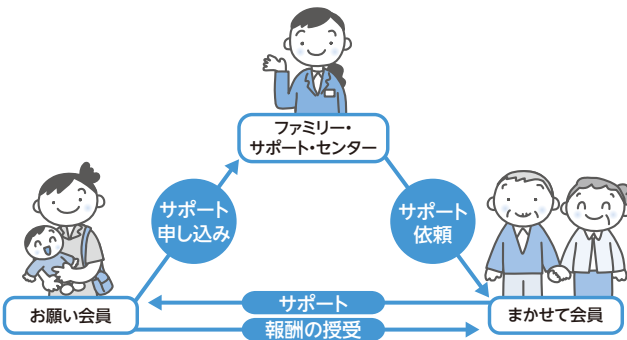 ファミリー・
サポート・センター
サポート
申し込み
サポート
依頼
お願い会員
サポート
まかせて会員
報酬の授受